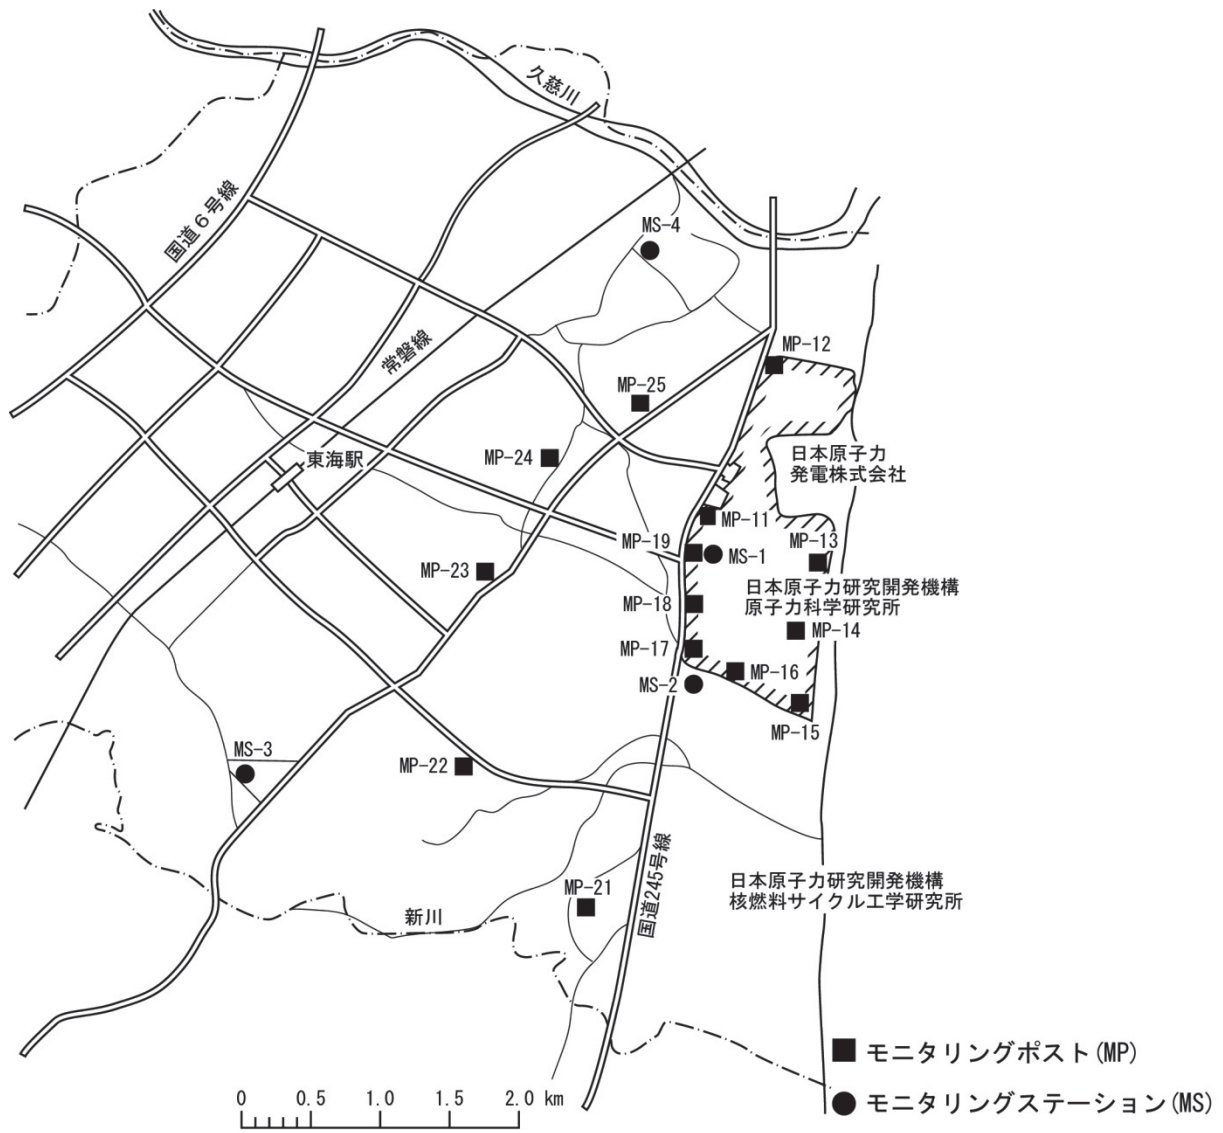 久慈川
国道6号線
MS-4
常磐線
MP-12
MP-25
東海駅
MP-24
日本原子力
発電株式会社
MP-11
MP-19
MS-1
MP-13
MP-23
日本原子力研究開発機構
原子力科学研究所
MP-18
MP-14
MP-17
MP-16
MS-2
MP-15
MS-3
MP-22
国道245号線
日本原子力研究開発機構
核燃料サイクル工学研究所
MP-21
新川
モニタリングポスト(MP)
0 0.5 1.0 1.5 2.0 km
モニタリングステーション(MS)